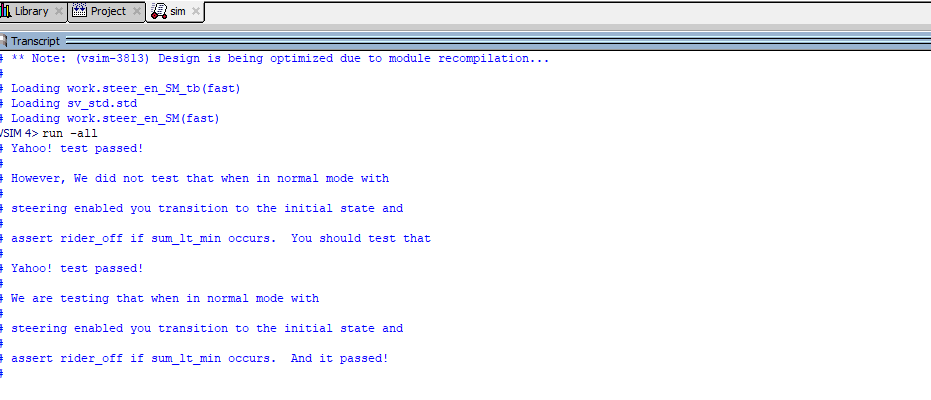 Library
Project
sim
Transcript
# ** Note: (vsim-3813) Design is being optimized due to module recompilation...
#
# Loading work.steer_en_SM_tb(fast)
# Loading sv_std.std
# Loading work.steer_en_SM(fast)
VSIM 4> run -all
# Yahoo! test passed!
#
# However, We did not test that when in normal mode with
#
# steering enabled you transition to the initial state and
#
# assert rider_off if sum_lt_min occurs.  You should test that
#
# Yahoo! test passed!
#
# We are testing that when in normal mode with
#
# steering enabled you transition to the initial state and
#
# assert rider_off if sum_lt_min occurs.  And it passed!
#